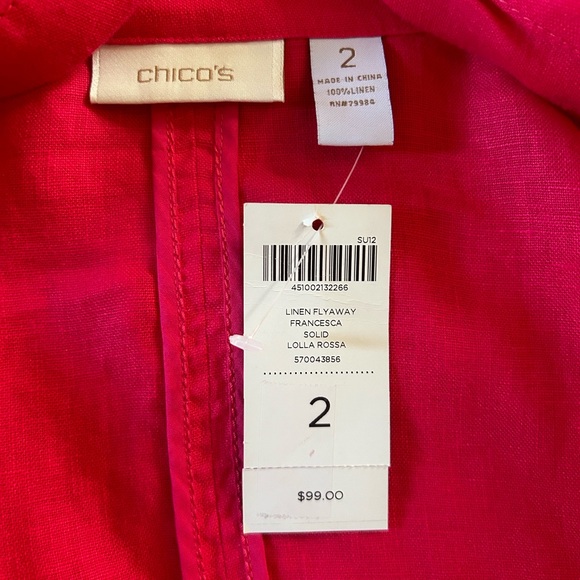 chico's
2
MADE IN CHINA
100%LINEN
RN#79984
SU12
451002132266
LINEN FLYAWAY
FRANCESCA
SOLID
LOLLA ROSSA
570043856
2
$99.00